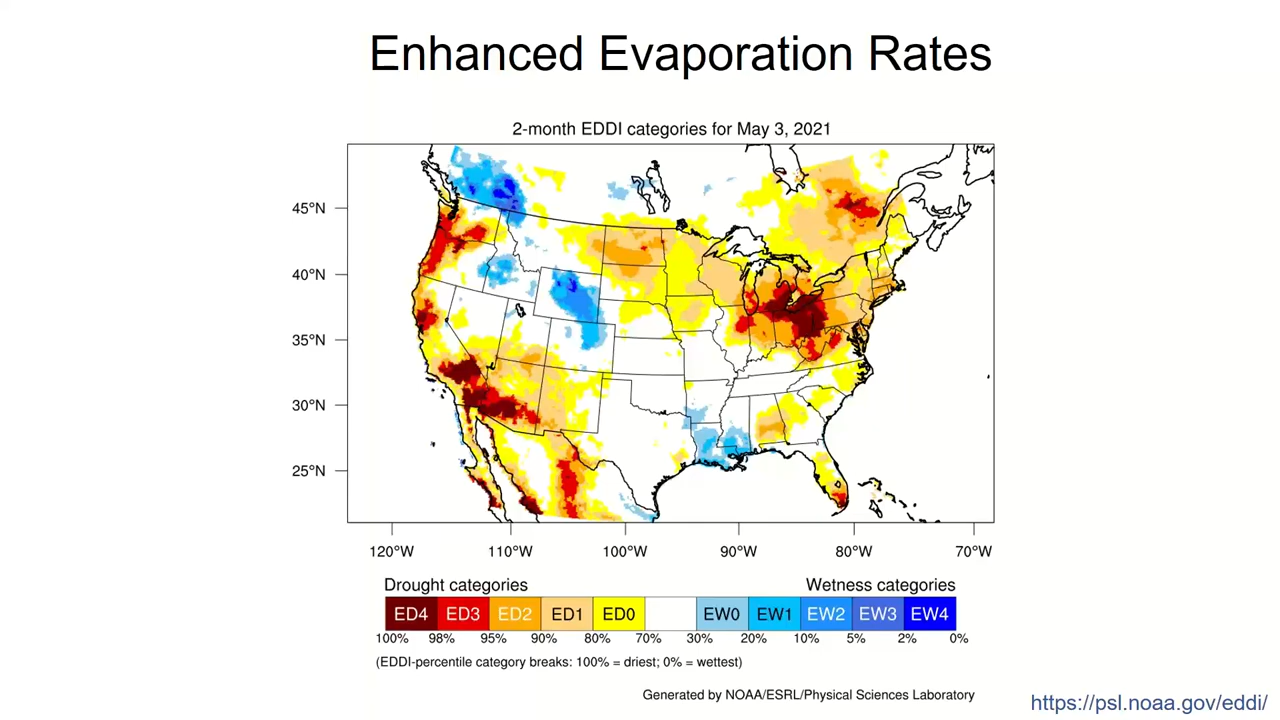 Enhanced Evaporation Rates
2-month EDDI categories for May 3, 2021
45°N
40°N
35°N
30°N
25°N
120°W 110°W 100°W 90°W 80°W 70°W
Drought categories Wetness categories
ED4 ED3 ED2 ED1 ED0 EW0 EW1 EW2 EW3 EW4
100% 98% 95% 90% 80% 70% 30% 20% 10% 5% 2% 0%
(EDDI-percentile category breaks: 100% = driest; 0% = wettest)
Generated by NOAA/ESRL/Physical Sciences Laboratory
https://psl.noaa.gov/eddi/